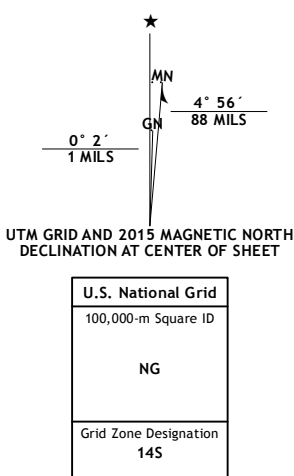 ★
MN
GN
4° 56´
88 MILS
0° 2´
1 MILS
UTM GRID AND 2015 MAGNETIC NORTH
DECLINATION AT CENTER OF SHEET
U.S. National Grid
100,000-m Square ID
NG
Grid Zone Designation
14S